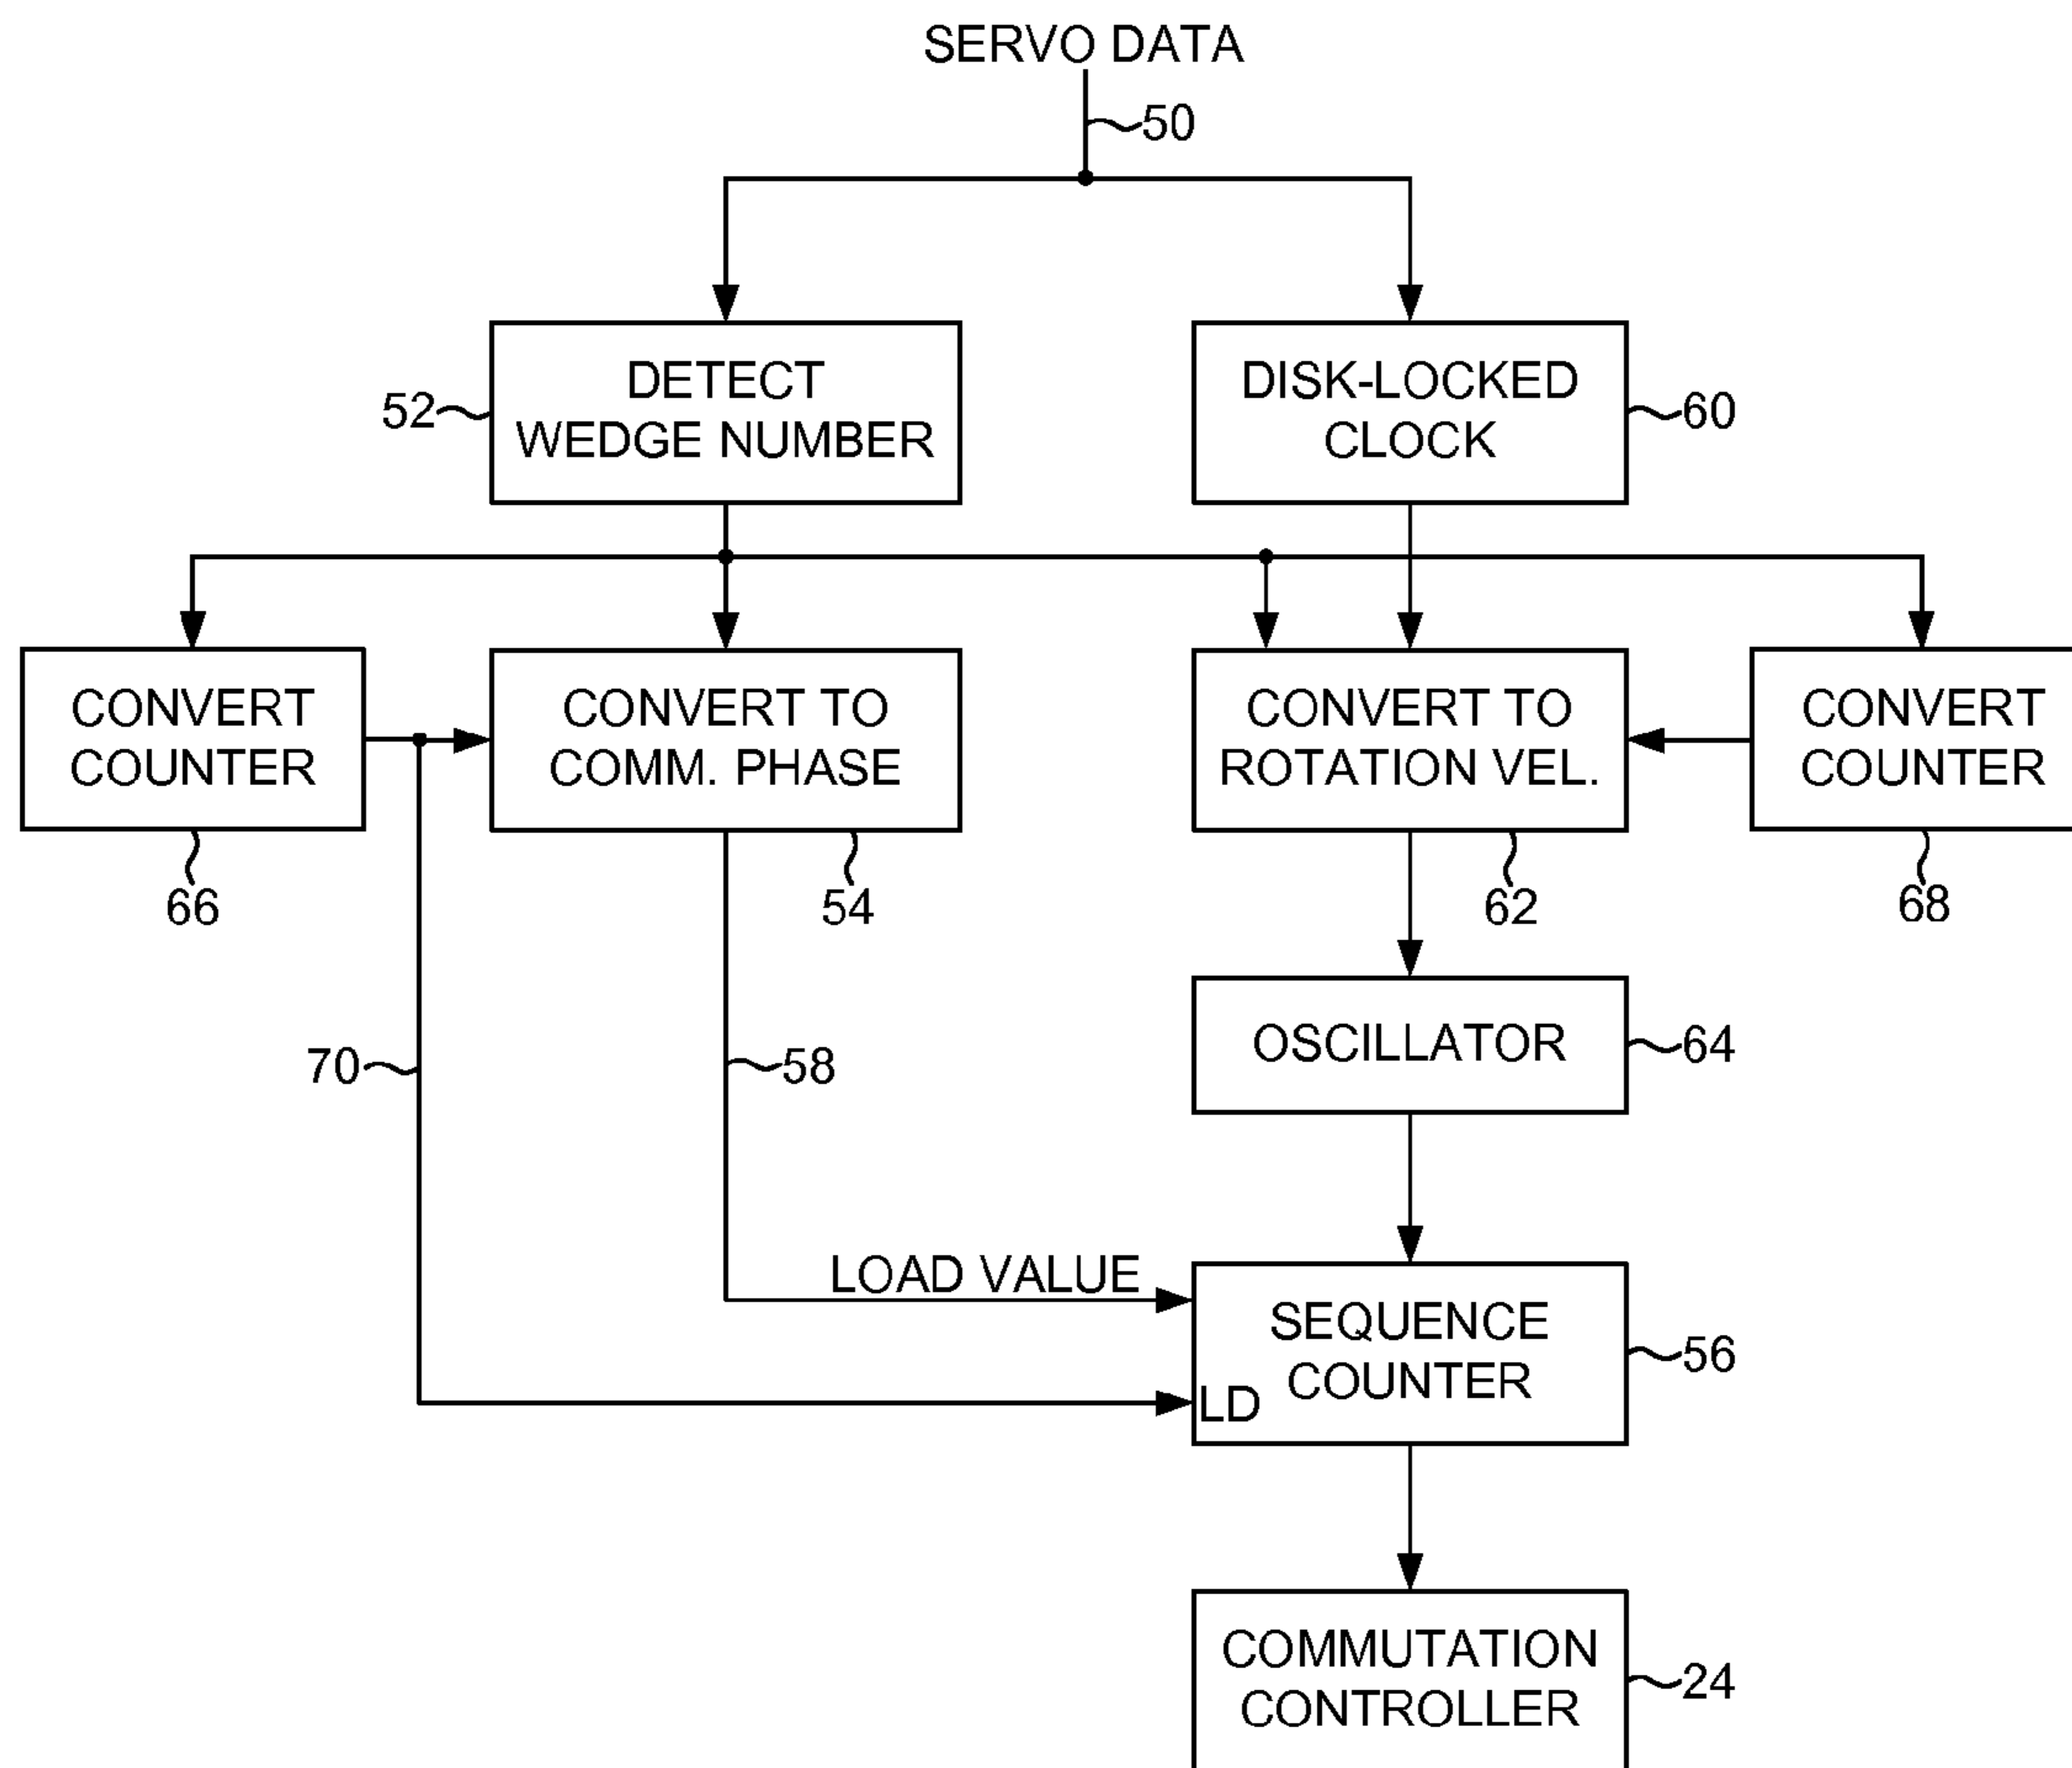 SERVO DATA
50
DETECT
WEDGE NUMBER
52
DISK-LOCKED
CLOCK
60
CONVERT
COUNTER
66
CONVERT TO
COMM. PHASE
54
CONVERT TO
ROTATION VEL.
62
CONVERT
COUNTER
68
OSCILLATOR
64
70
58
LOAD VALUE
SEQUENCE
COUNTER
LD
56
COMMUTATION
CONTROLLER
24